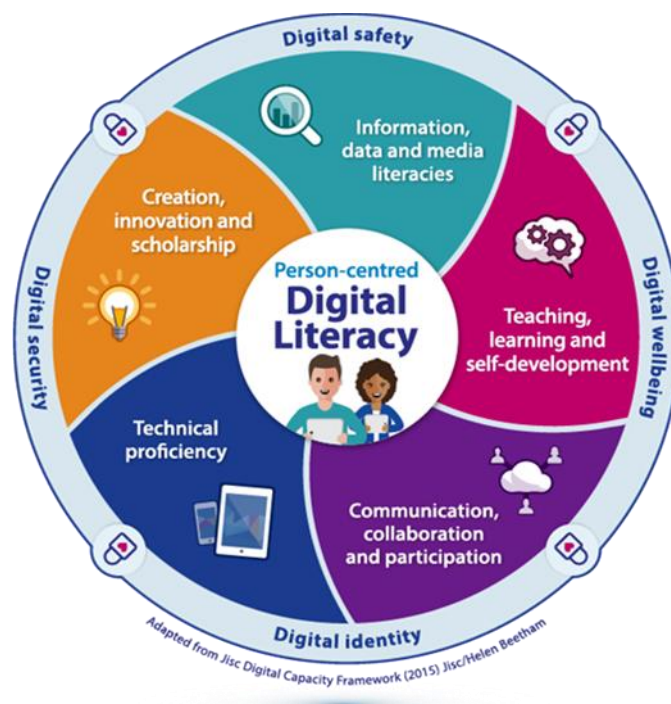 Digital safety
Information,
data and media
literacies
Creation,
innovation and
scholarship
Person-centred
Digital
Literacy
Teaching,
learning and
self-development
Digital security
Digital wellbeing
Technical
proficiency
Communication,
collaboration
and participation
Digital identity
Adapted from Jisc Digital Capacity Framework (2015) Jisc/Helen Beetham